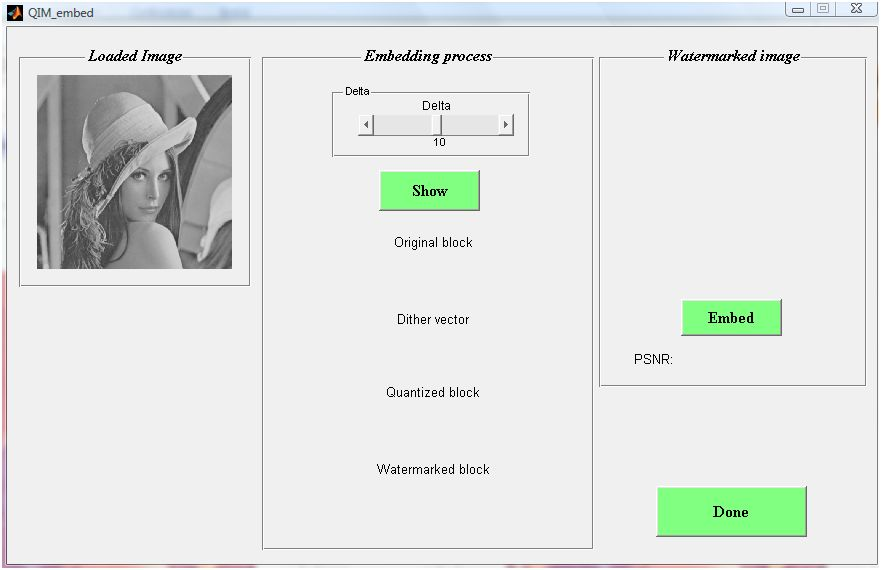 QIM_embed
Loaded Image
Embedding process
Delta
Delta
10
Show
Original block
Dither vector
Quantized block
Watermarked block
Watermarked image
Embed
PSNR:
Done